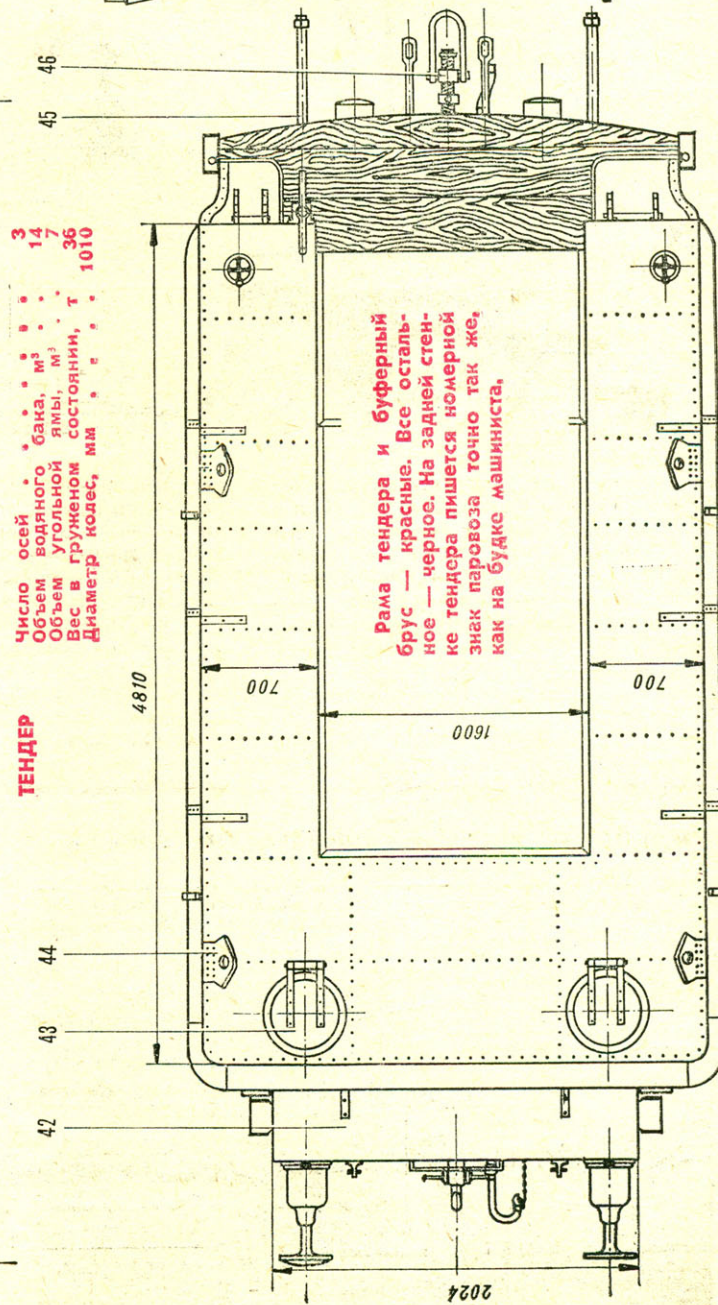 ТЕНДЕР
Число осей . . . . . . . 3
Объем водяного бака, м³ . . 14
Объем угольной ямы, м³ . . 7
Вес в груженом состоянии, т 36
Диаметр колес, мм . . . . 1010
42
43
44
45
46
4810
700
1600
700
2024
Рама тендера и буферный
брус — красные. Все осталь-
ное — черное. На задней стен-
ке тендера пишется номерной
знак паровоза точно так же,
как на будке машиниста.